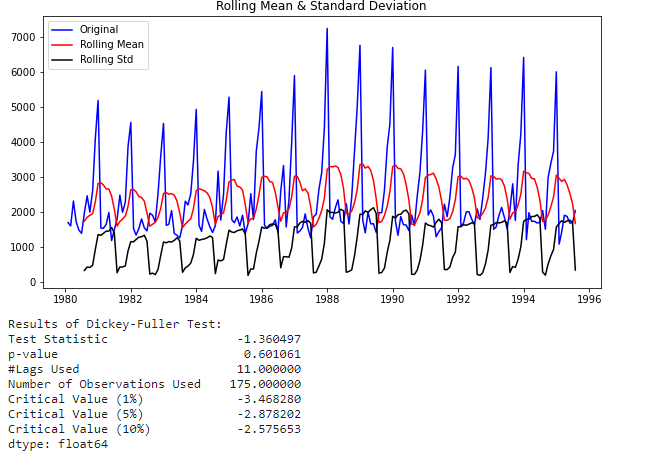 Rolling Mean & Standard Deviation
Original
Rolling Mean
Rolling Std
7000
6000
5000
4000
3000
2000
1000
0
1980 1982 1984 1986 1988 1990 1992 1994 1996
Results of Dickey-Fuller Test:
Test Statistic -1.360497
p-value 0.601061
#Lags Used 11.000000
Number of Observations Used 175.000000
Critical Value (1%) -3.468280
Critical Value (5%) -2.878202
Critical Value (10%) -2.575653
dtype: float64